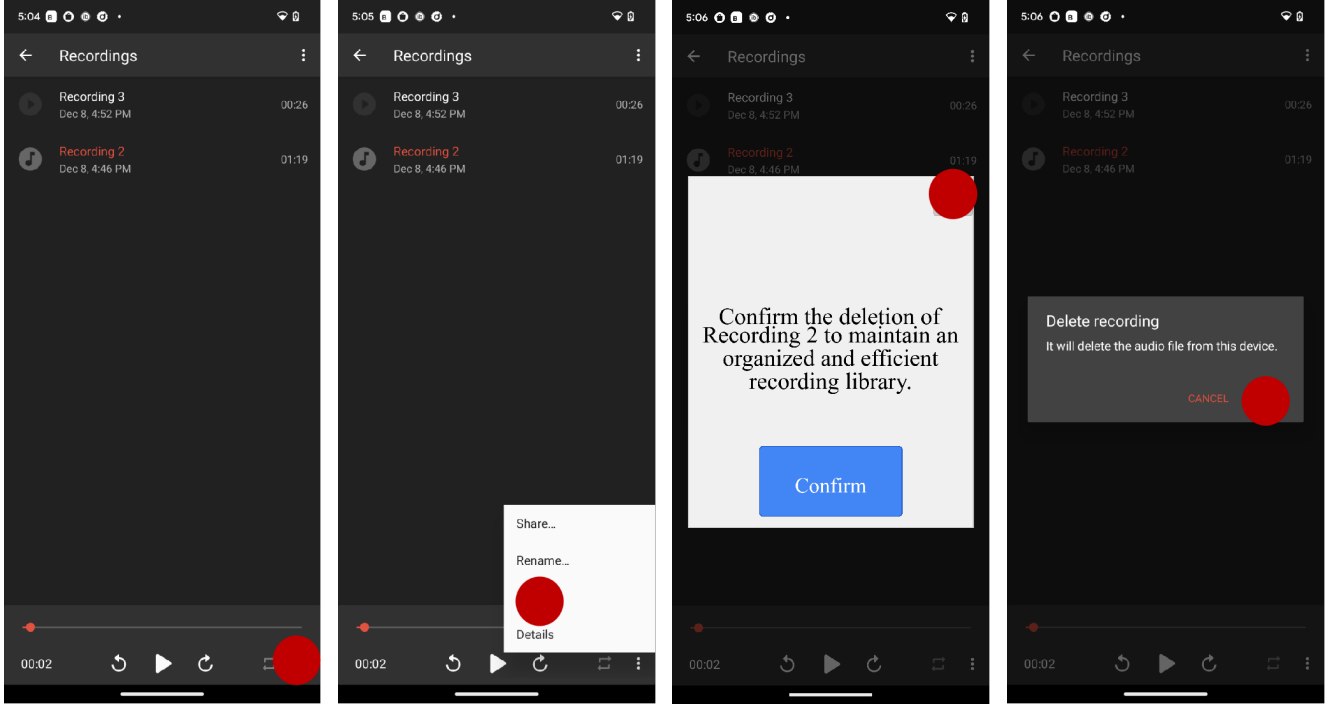 5:04
Recordings
Recording 3
Dec 8, 4:52 PM
00:26
Recording 2
Dec 8, 4:46 PM
01:19
00:02
5:05
Recordings
Recording 3
Dec 8, 4:52 PM
00:26
Recording 2
Dec 8, 4:46 PM
01:19
Share...
Rename...
Details
00:02
5:06
Recordings
Recording 3
Dec 8, 4:52 PM
00:26
Recording 2
Dec 8, 4:46 PM
01:19
Confirm the deletion of
Recording 2 to maintain an
organized and efficient
recording library.
Confirm
00:02
5:06
Recordings
Recording 3
Dec 8, 4:52 PM
00:26
Recording 2
Dec 8, 4:46 PM
01:19
Delete recording
It will delete the audio file from this device.
CANCEL
00:02